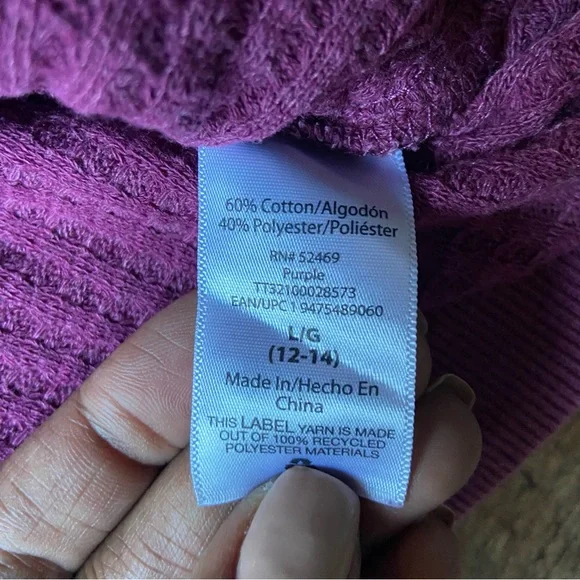 60% Cotton/Algodón
40% Polyester/Poliéster
RN# 52469
Purple
TT32100028573
EAN/UPC 1 9475489060
L/G
(12-14)
Made In/Hecho En
China
THIS LABEL YARN IS MADE
OUT OF 100% RECYCLED
POLYESTER MATERIALS